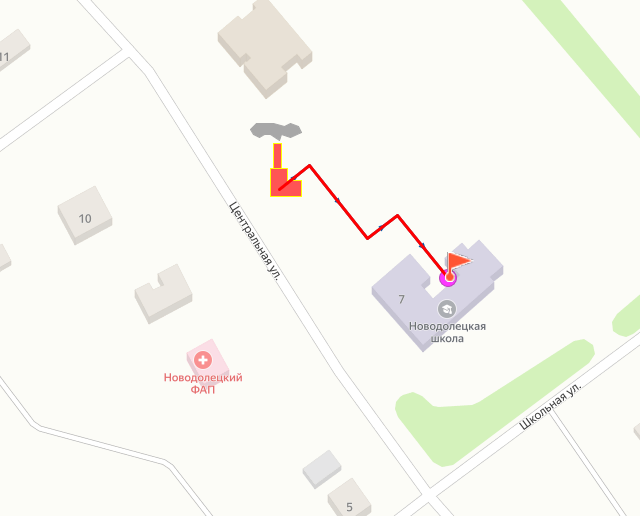 11
10
Центральная ул.
7
Новодолецкая
школа
Новодолецкий
ФАП
Школьная ул.
5